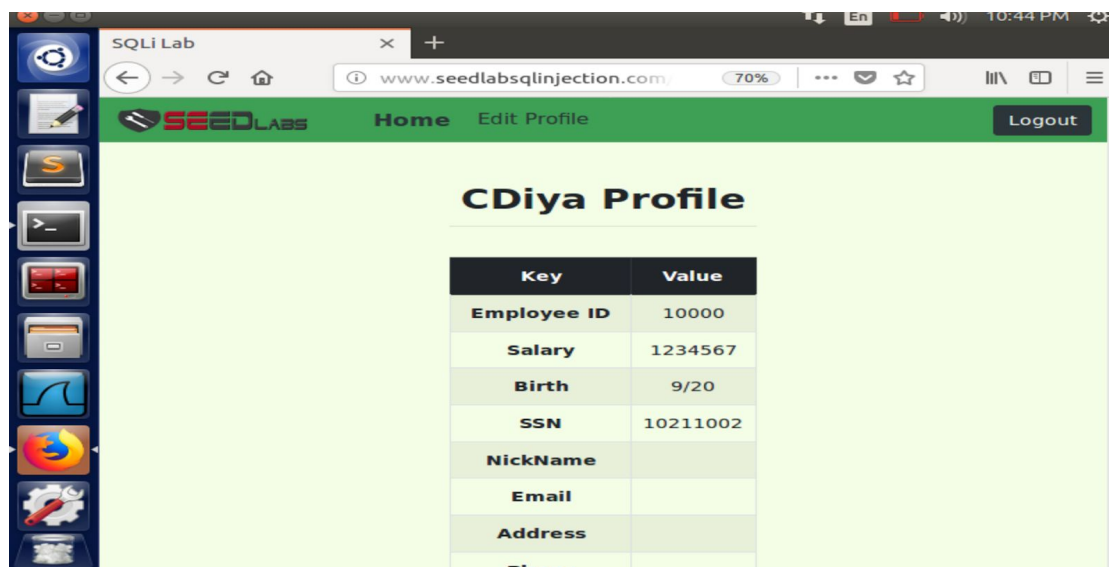 En 10:44 PM
SQLi Lab
www.seedlabsqlinjection.com/ 70%
SEEDLABS Home Edit Profile Logout
CDiya Profile
Key Value
Employee ID 10000
Salary 1234567
Birth 9/20
SSN 10211002
NickName
Email
Address